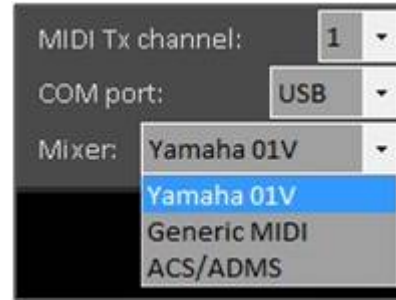 MIDI Tx channel: 1
COM port: USB
Mixer: Yamaha 01V
Yamaha 01V
Generic MIDI
ACS/ADMS